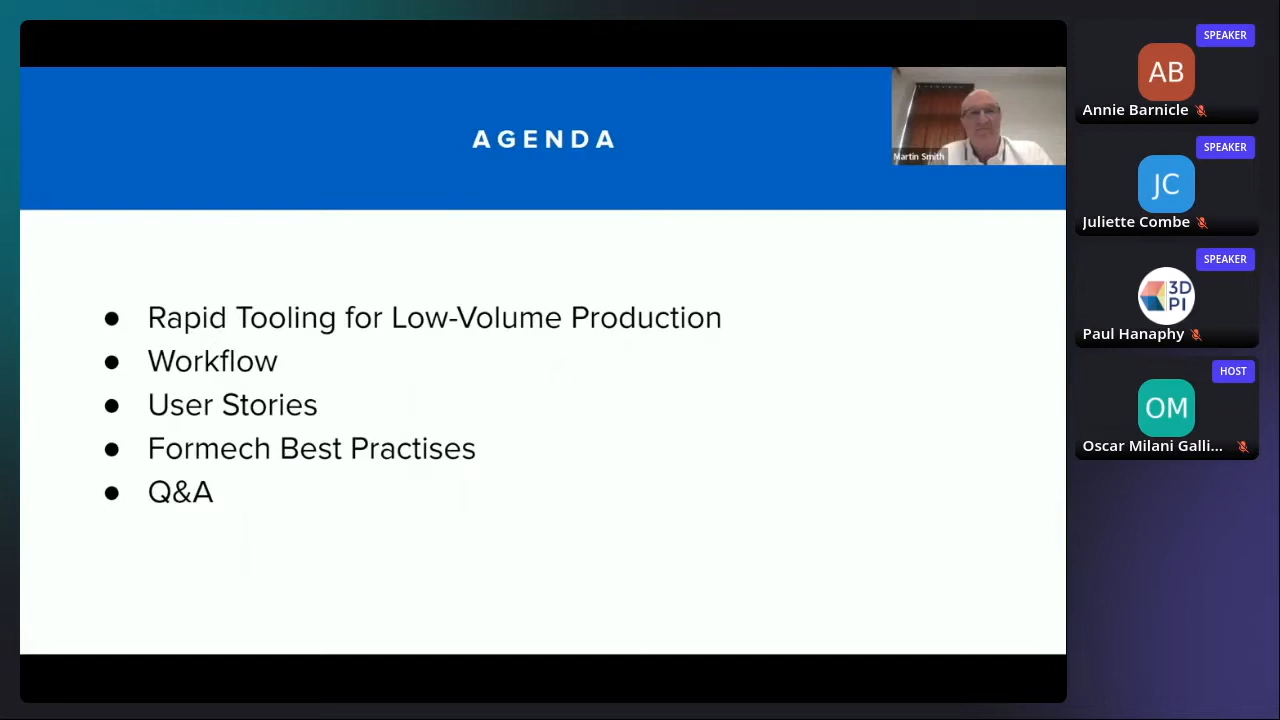 AGENDA
Martin Smith
● Rapid Tooling for Low-Volume Production
● Workflow
● User Stories
● Formech Best Practises
● Q&A
SPEAKER
AB
Annie Barnicle
SPEAKER
JC
Juliette Combe
SPEAKER
3D
PI
Paul Hanaphy
HOST
OM
Oscar Milani Galli...